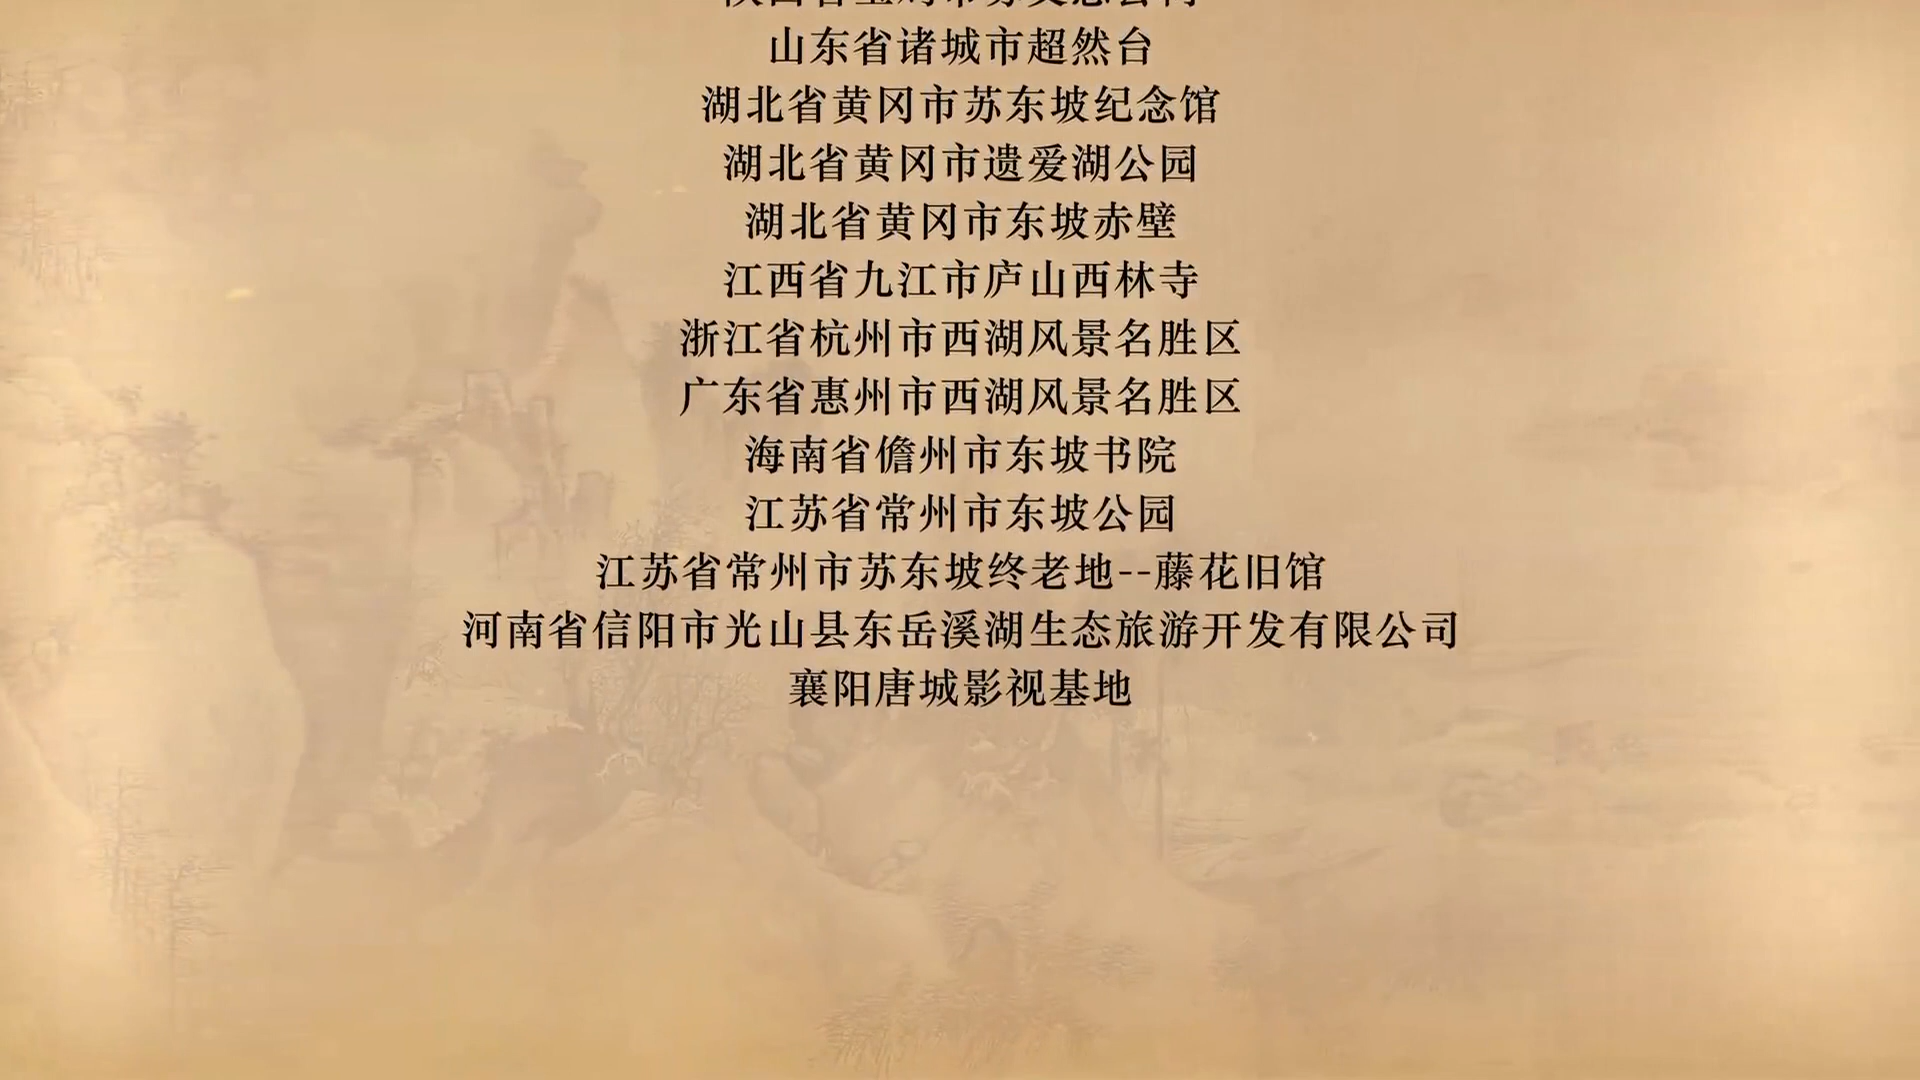 山东省诸城市超然台
湖北省黄冈市苏东坡纪念馆
湖北省黄冈市遗爱湖公园
湖北省黄冈市东坡赤壁
江西省九江市庐山西林寺
浙江省杭州市西湖风景名胜区
广东省惠州市西湖风景名胜区
海南省儋州市东坡书院
江苏省常州市东坡公园
江苏省常州市苏东坡终老地--藤花旧馆
河南省信阳市光山县东岳溪湖生态旅游开发有限公司
襄阳唐城影视基地